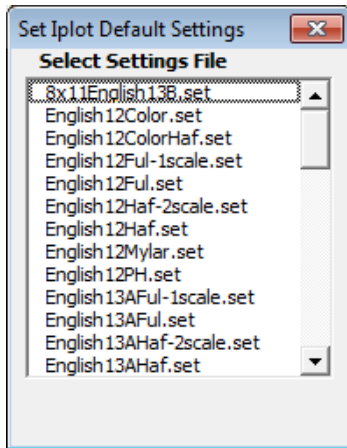 Set Iplot Default Settings
Select Settings File
8x11English13B.set
English12Color.set
English12ColorHaf.set
English12Ful-1scale.set
English12Ful.set
English12Haf-2scale.set
English12Haf.set
English12Mylar.set
English12PH.set
English13AFul-1scale.set
English13AFul.set
English13AHaf-2scale.set
English13AHaf.set